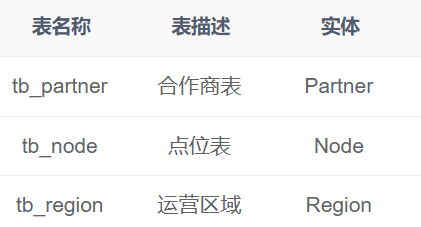 表名称 表描述 实体
tb_partner 合作商表 Partner
tb_node 点位表 Node
tb_region 运营区域 Region